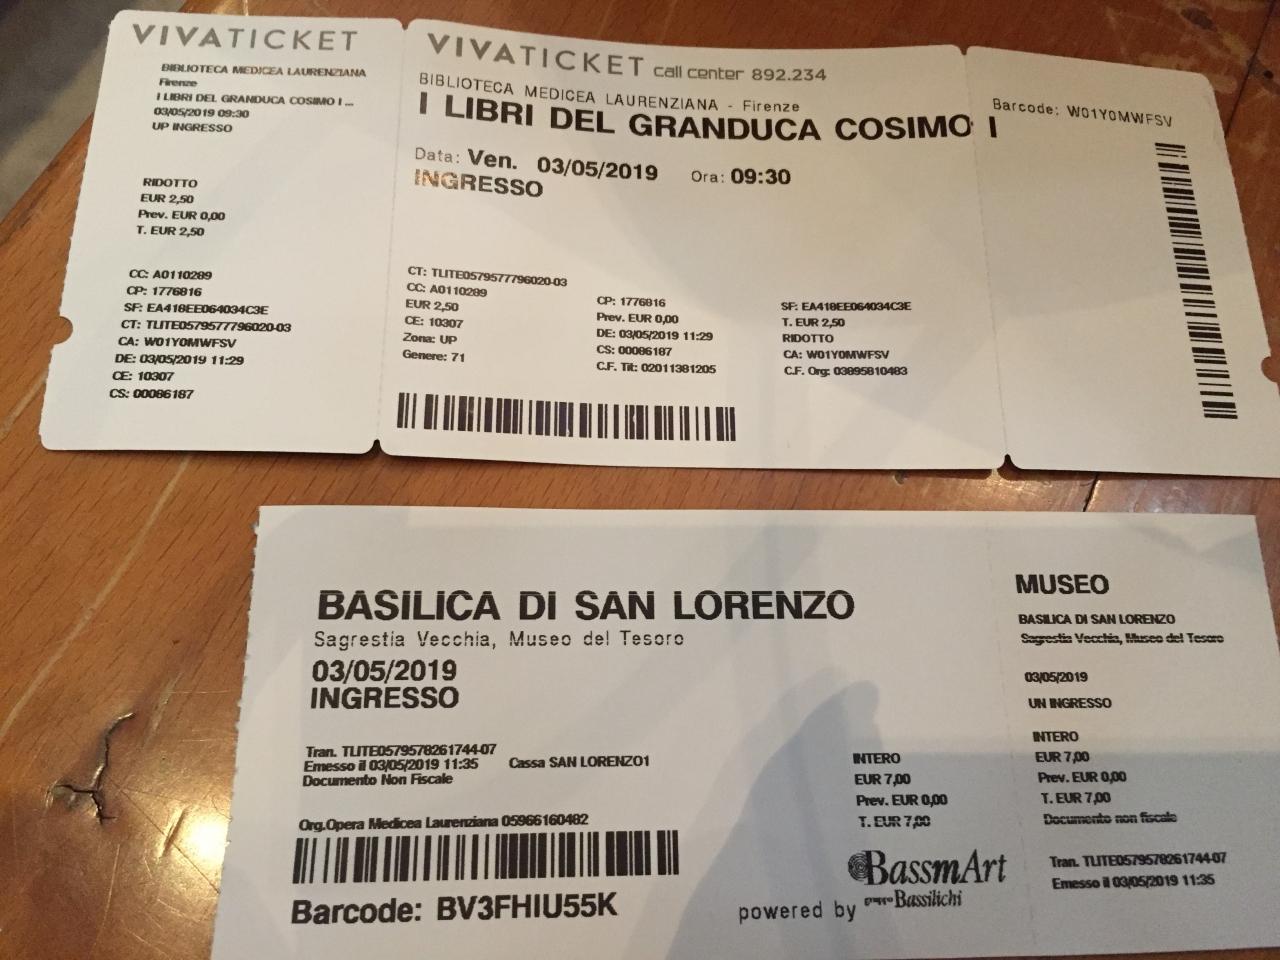 VIVATICKET
BIBLIOTECA MEDICEA LAURENZIANA
Firenze
I LIBRI DEL GRANDUCA COSIMO I ...
03/05/2019 09:30
UP INGRESSO
RIDOTTO
EUR 2,50
Prev. EUR 0,00
T. EUR 2,50
CC: A0110289
CP: 1776816
SF: EA418EE064034C3E
CT: TLITE0579577796020-03
CA: W01Y0MWFSV
DE: 03/05/2019 11:29
CE: 10307
CS: 00086187
VIVATICKET call center 892.234
BIBLIOTECA MEDICEA LAURENZIANA - Firenze
I LIBRI DEL GRANDUCA COSIMO I
Data: Ven. 03/05/2019 Ora: 09:30
INGRESSO
CT: TLITE0579577796020-03
CC: A0110289
EUR 2,50
CE: 10307
Zona: UP
Genere: 71
CP: 1776816
Prev. EUR 0,00
DE: 03/05/2019 11:29
CS: 00086187
C.F. Tit: 02011381205
SF: EA418EE064034C3E
T. EUR 2,50
RIDOTTO
CA: W01Y0MWFSV
C.F. Org: 03895810483
Barcode: W01Y0MWFSV
BASILICA DI SAN LORENZO
Sagrestia Vecchia, Museo del Tesoro
03/05/2019
INGRESSO
Tran. TLITE0579578261744-07
Emesso il 03/05/2019 11:35 Cassa SAN LORENZO1
Documento Non Fiscale
Org.Opera Medicea Laurenziana 05966160482
Barcode: BV3FHIU55K
INTERO
EUR 7,00
Prev. EUR 0,00
T. EUR 7,00
powered by BassmArt
gruppo Bassilichi
MUSEO
BASILICA DI SAN LORENZO
Sagrestia Vecchia, Museo del Tesoro
03/05/2019
UN INGRESSO
INTERO
EUR 7,00
Prev. EUR 0,00
T. EUR 7,00
Documento non fiscale
Tran. TLITE0579578261744-07
Emesso il 03/05/2019 11:35